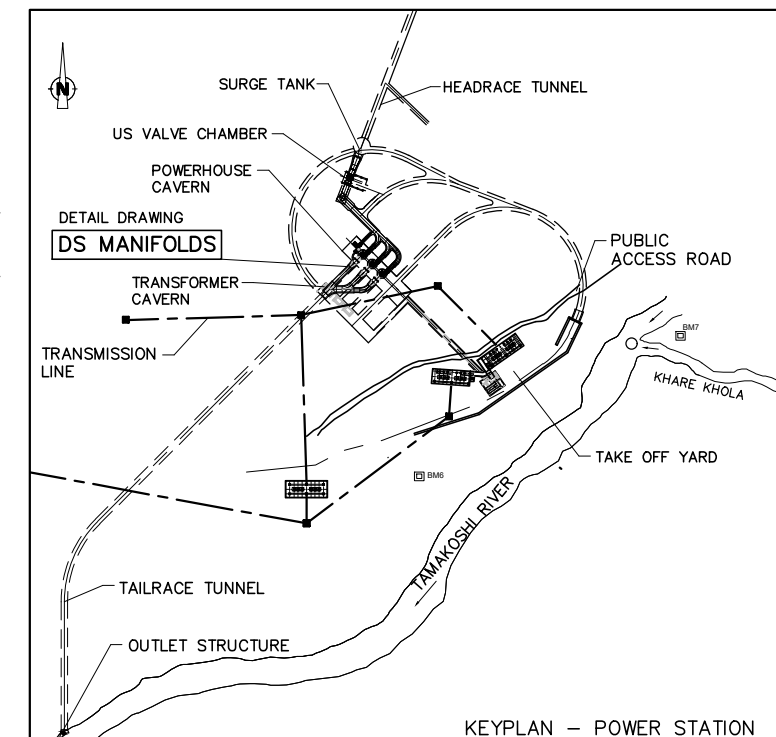 N
SURGE TANK
HEADRACE TUNNEL
US VALVE CHAMBER
POWERHOUSE
CAVERN
DETAIL DRAWING
DS MANIFOLDS
PUBLIC
ACCESS ROAD
TRANSFORMER
CAVERN
BM7
TRANSMISSION
LINE
KHARE KHOLA
TAKE OFF YARD
BM6
TAMAKOSHI RIVER
TAILRACE TUNNEL
OUTLET STRUCTURE
KEYPLAN – POWER STATION